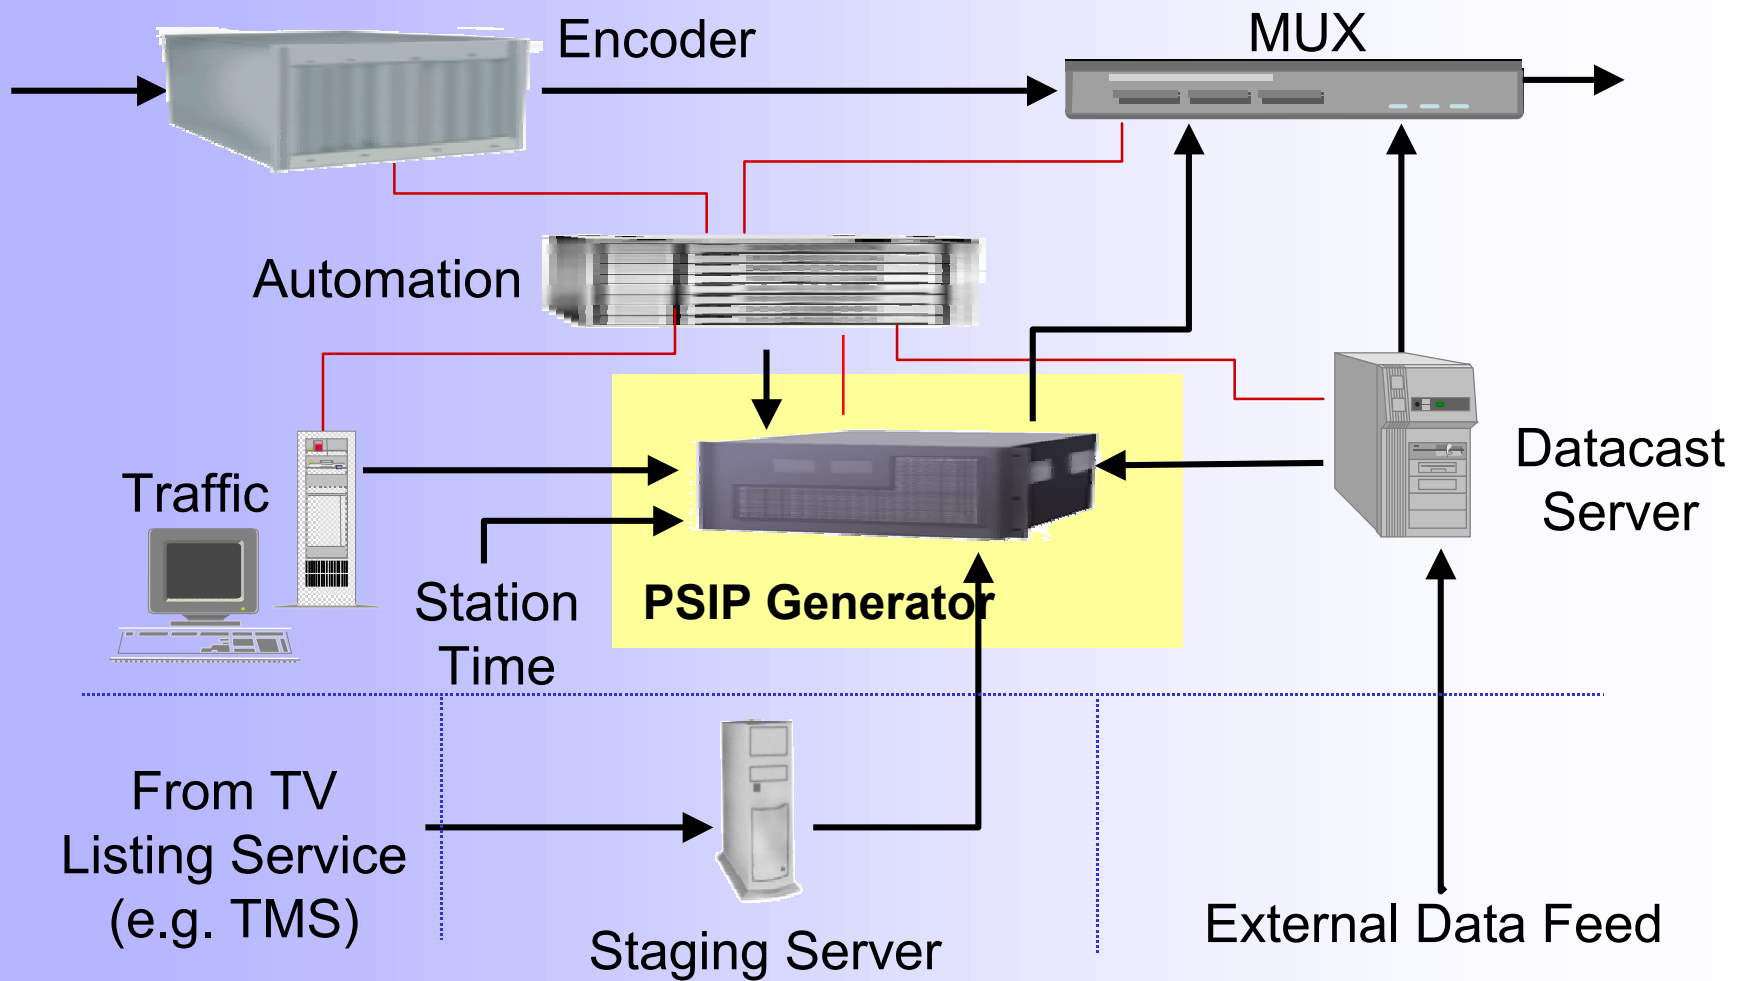 Encoder
MUX
Automation
Traffic
Datacast
Server
Station
Time
PSIP Generator
From TV
Listing Service
(e.g. TMS)
Staging Server
External Data Feed